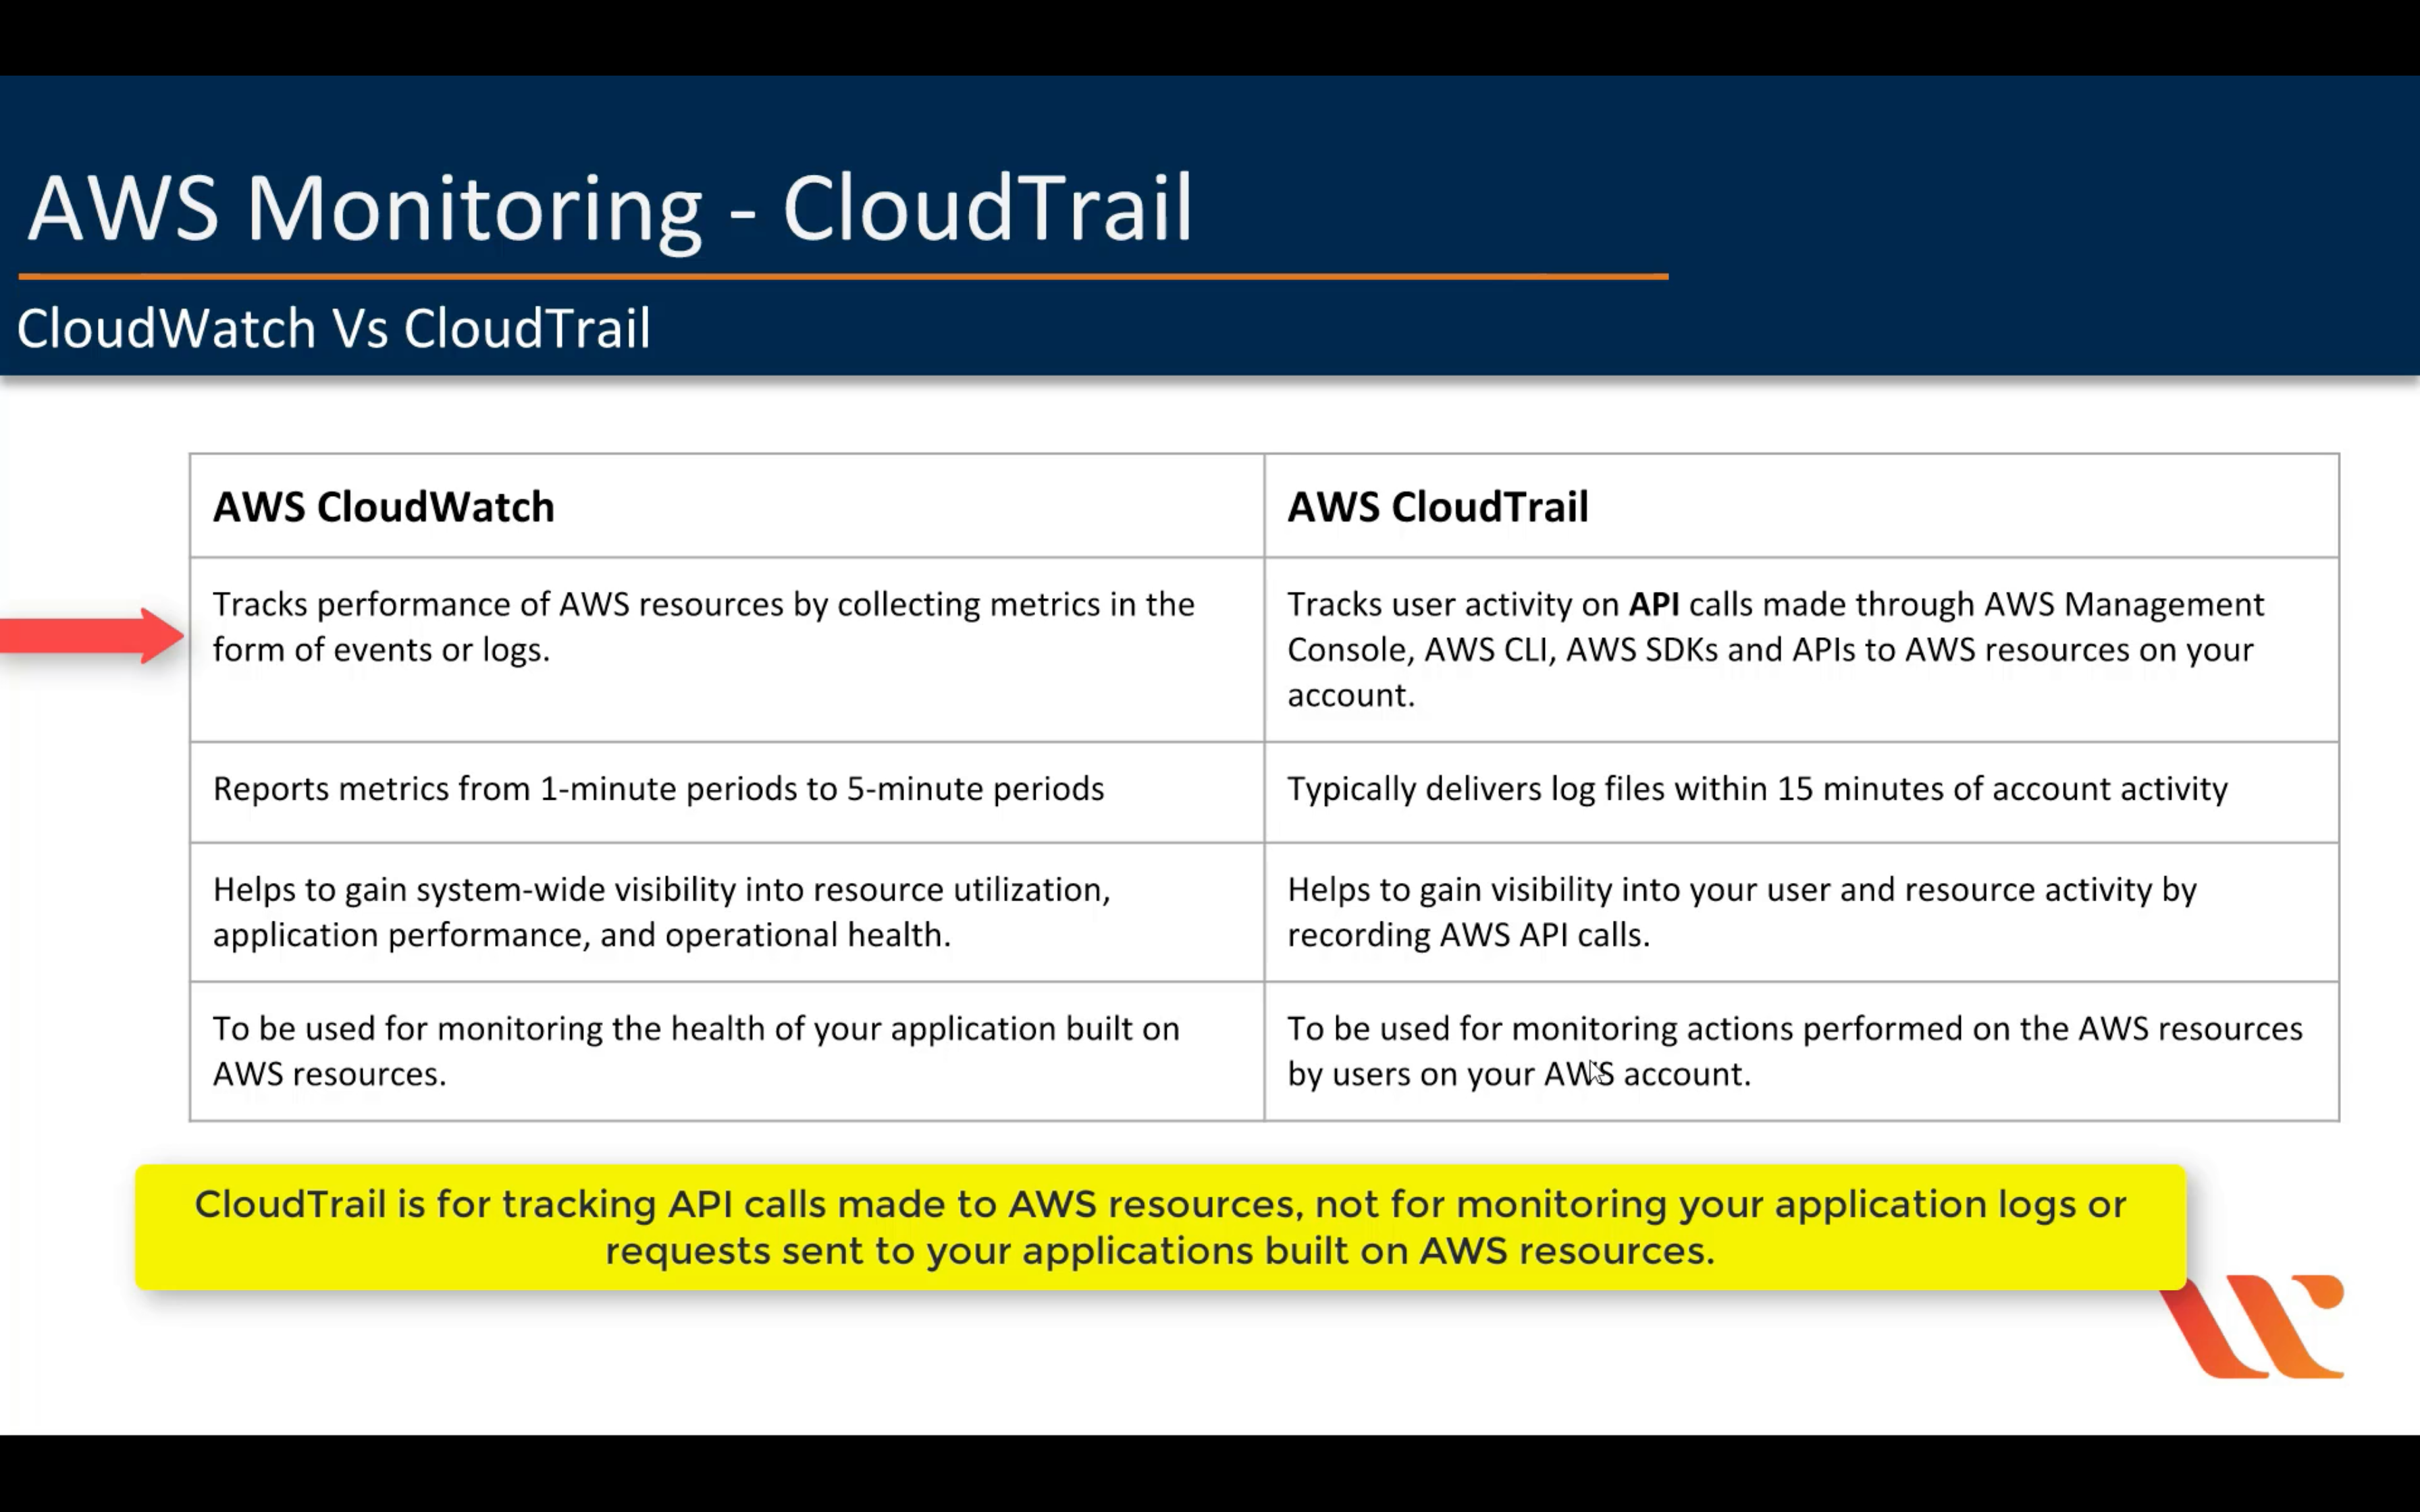 AWS Monitoring - CloudTrail
CloudWatch Vs CloudTrail
AWS CloudWatch
AWS CloudTrail
Tracks performance of AWS resources by collecting metrics in the
form of events or logs.
Tracks user activity on API calls made through AWS Management
Console, AWS CLI, AWS SDKs and APIs to AWS resources on your
account.
Reports metrics from 1-minute periods to 5-minute periods
Typically delivers log files within 15 minutes of account activity
Helps to gain system-wide visibility into resource utilization,
application performance, and operational health.
Helps to gain visibility into your user and resource activity by
recording AWS API calls.
To be used for monitoring the health of your application built on
AWS resources.
To be used for monitoring actions performed on the AWS resources
by users on your AWS account.
CloudTrail is for tracking API calls made to AWS resources, not for monitoring your application logs or
requests sent to your applications built on AWS resources.